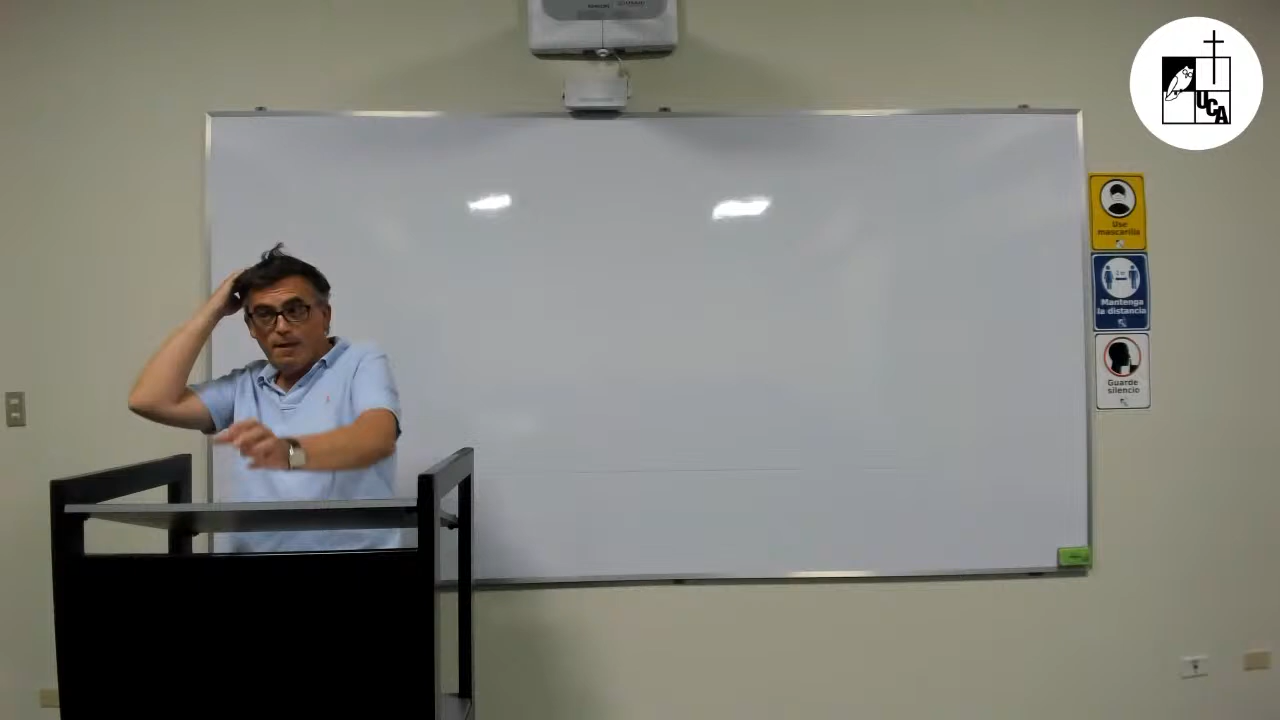 UCA
Use
mascarilla
Mantenga
la distancia
Guarde
silencio